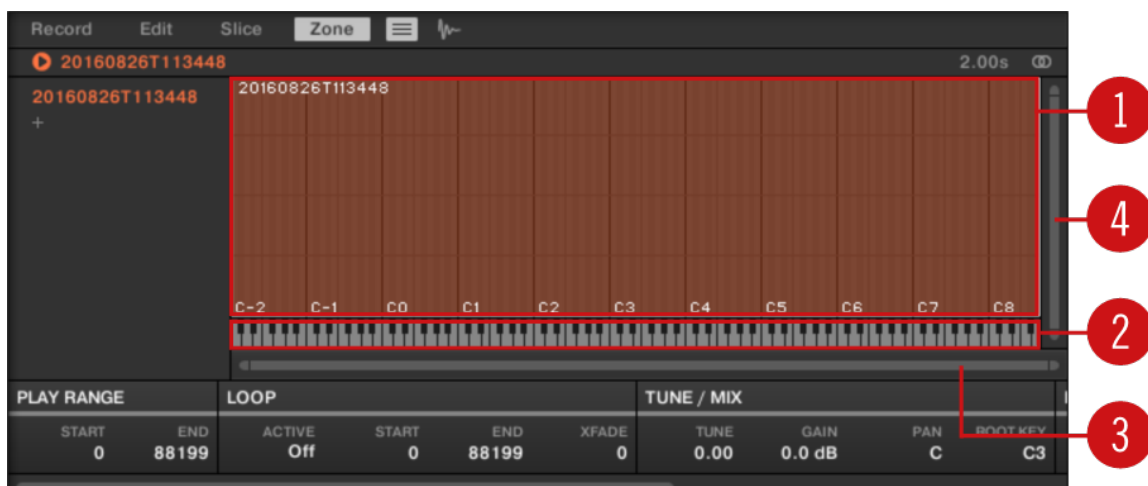 Record Edit Slice Zone
20160826T113448 2.00s
20160826T113448
+
20160826T113448
C-2 C-1 C0 C1 C2 C3 C4 C5 C6 C7 C8
1
4
2
3
PLAY RANGE LOOP TUNE / MIX
START END ACTIVE START END XFADE TUNE GAIN PAN ROOT KEY
0 88199 Off 0 88199 0 0.00 0.0 dB C C3